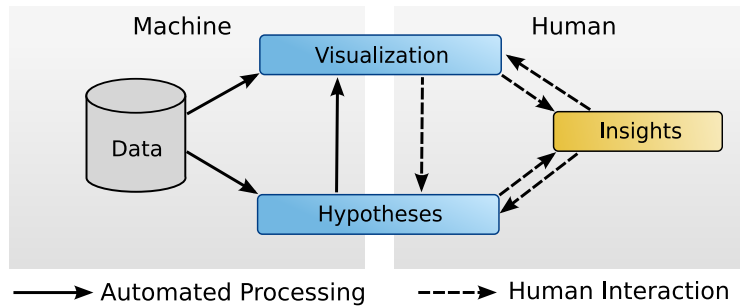 Machine
Human
Visualization
Data
Insights
Hypotheses
Automated Processing
Human Interaction